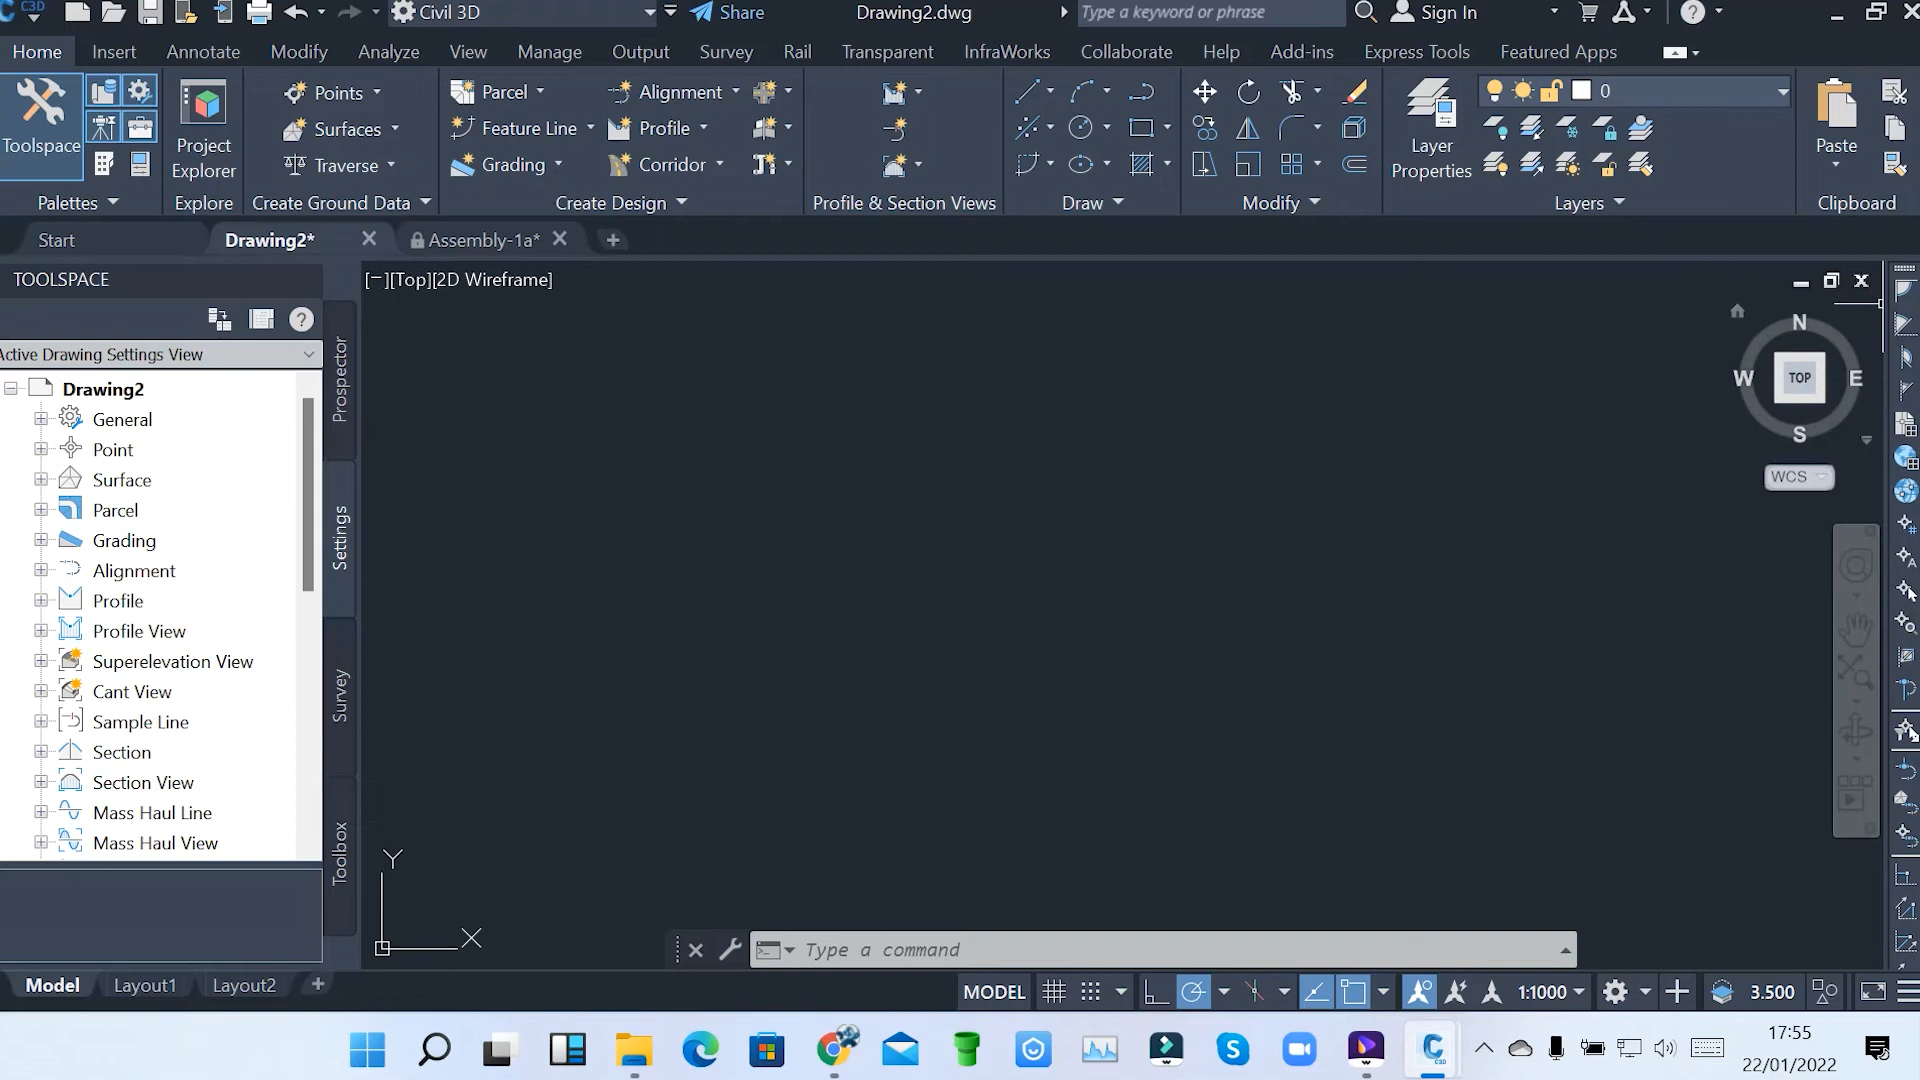 C3D Civil 3D Share Drawing2.dwg Type a keyword or phrase Sign In
Home Insert Annotate Modify Analyze View Manage Output Survey Rail Transparent InfraWorks Collaborate Help Add-ins Express Tools Featured Apps
Points Parcel Alignment 0
Surfaces Feature Line Profile
Toolspace Project Explorer Traverse Grading Corridor Layer Properties Paste
Palettes Explore Create Ground Data Create Design Profile & Section Views Draw Modify Layers Clipboard
Start Drawing2* Assembly-1a*
TOOLSPACE
[−][Top][2D Wireframe]
Active Drawing Settings View
Drawing2
General
Point
Surface
Parcel
Grading
Alignment
Profile
Profile View
Superelevation View
Cant View
Sample Line
Section
Section View
Mass Haul Line
Mass Haul View
Prospector
Settings
Survey
Toolbox
N
W TOP E
S
WCS
Y
X
Type a command
Model Layout1 Layout2
MODEL 1:1000 3.500
17:55
22/01/2022